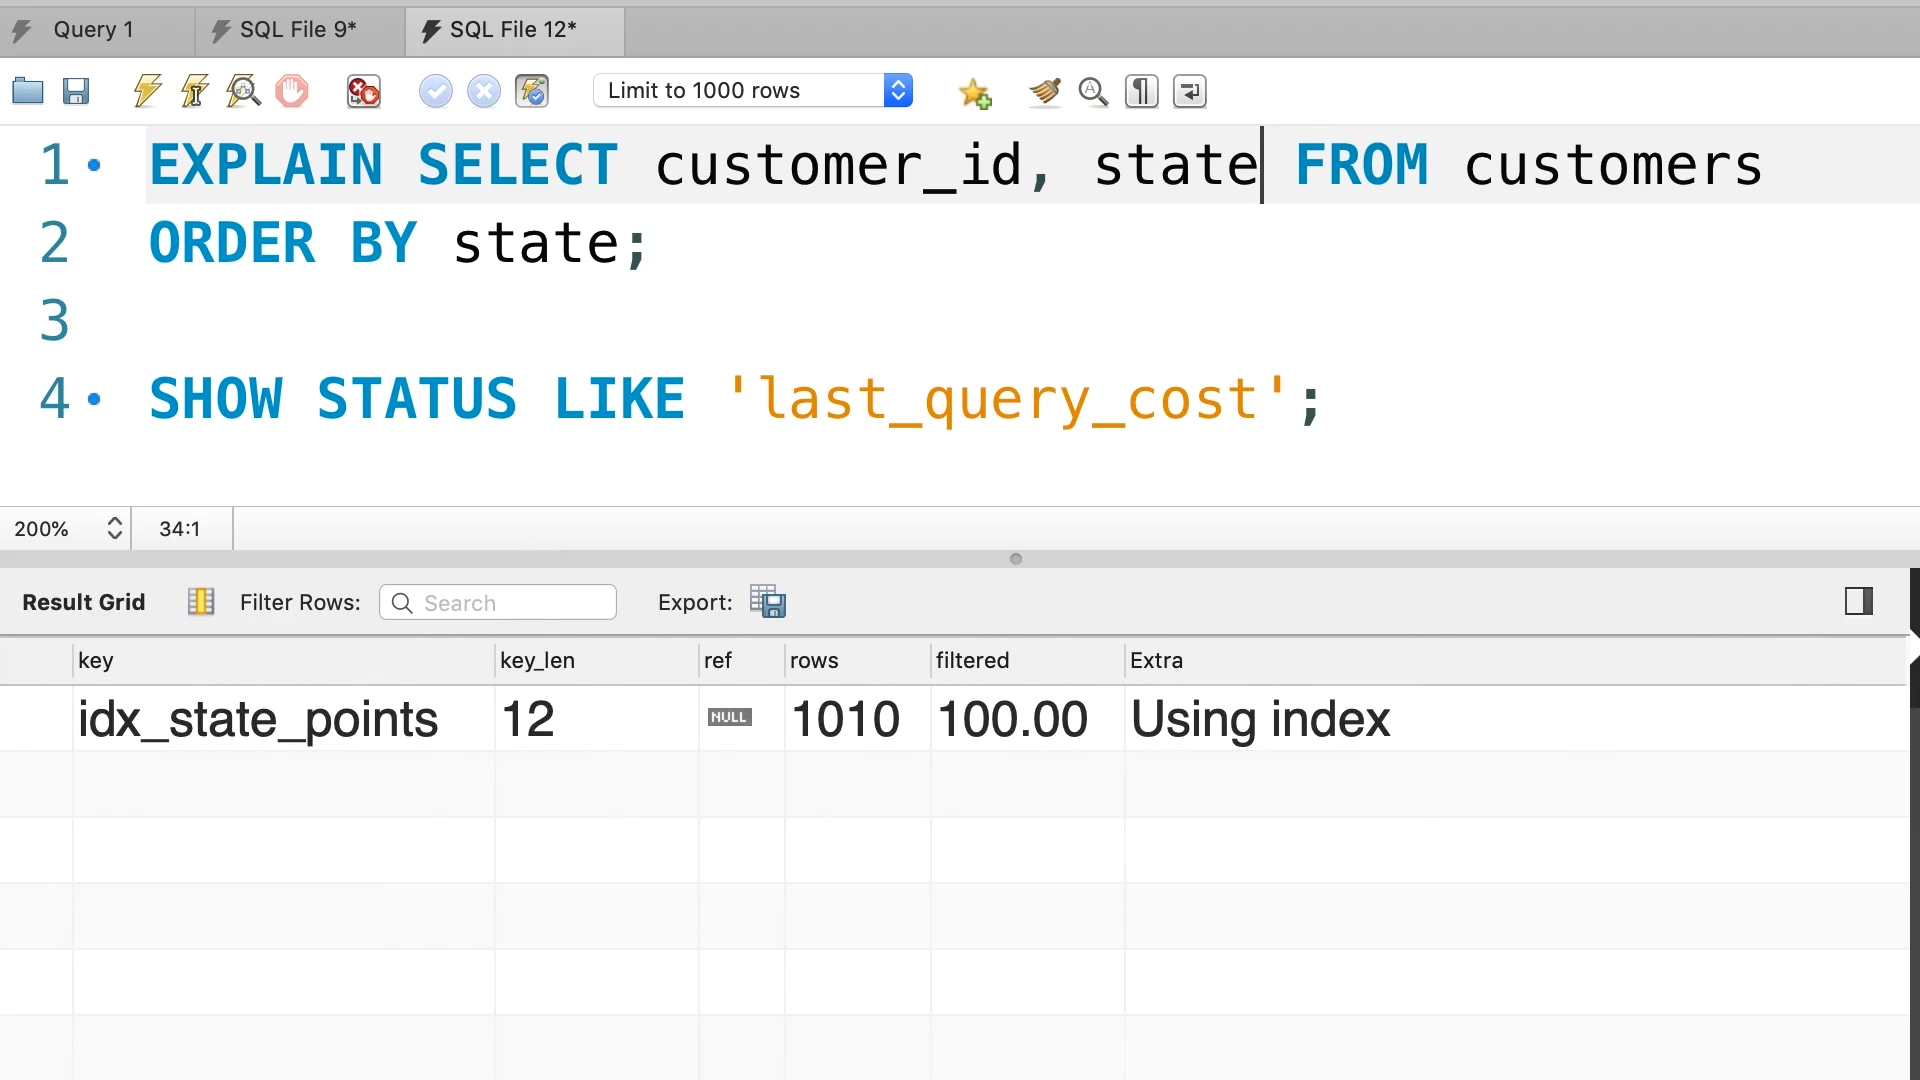 Query 1 SQL File 9* SQL File 12*
Limit to 1000 rows
1 EXPLAIN SELECT customer_id, state FROM customers
2 ORDER BY state;
3
4 SHOW STATUS LIKE 'last_query_cost';
200% 34:1
Result Grid Filter Rows: Search Export:
key key_len ref rows filtered Extra
idx_state_points 12 NULL 1010 100.00 Using index